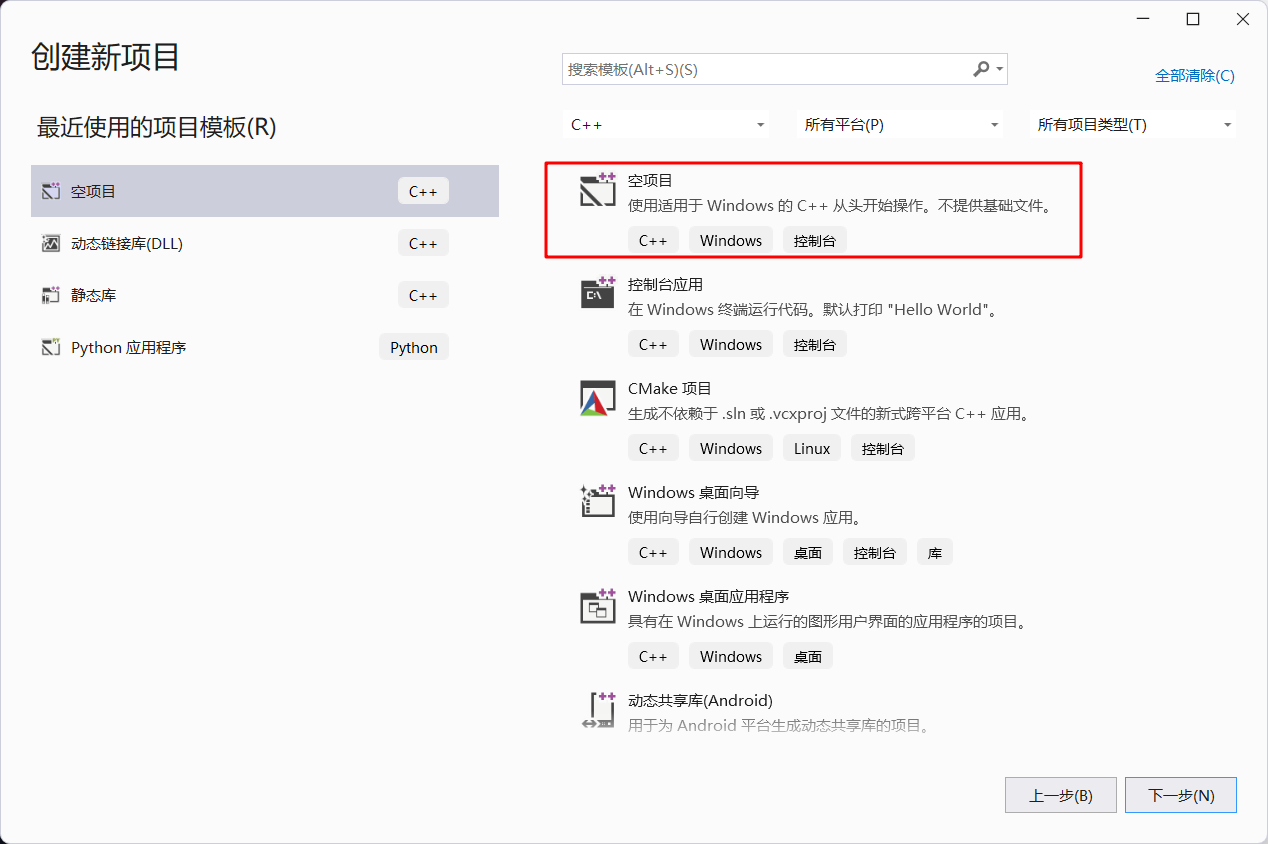 创建新项目
搜索模板(Alt+S)(S)
全部清除(C)
最近使用的项目模板(R)
C++
所有平台(P)
所有项目类型(T)
空项目
C++
动态链接库(DLL)
C++
静态库
C++
Python 应用程序
Python
空项目
使用适用于 Windows 的 C++ 从头开始操作。不提供基础文件。
C++ Windows 控制台
控制台应用
在 Windows 终端运行代码。默认打印 "Hello World"。
C++ Windows 控制台
CMake 项目
生成不依赖于 .sln 或 .vcxproj 文件的新式跨平台 C++ 应用。
C++ Windows Linux 控制台
Windows 桌面向导
使用向导自行创建 Windows 应用。
C++ Windows 桌面 控制台 库
Windows 桌面应用程序
具有在 Windows 上运行的图形用户界面的应用程序的项目。
C++ Windows 桌面
动态共享库(Android)
用于为 Android 平台生成动态共享库的项目。
上一步(B)
下一步(N)